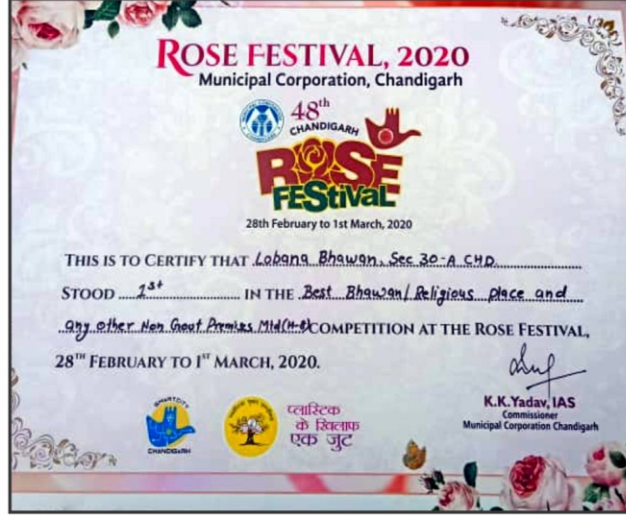 ROSE FESTIVAL, 2020
Municipal Corporation, Chandigarh
48th
CHANDIGARH
ROSE
FEStiVaL
28th February to 1st March, 2020
THIS IS TO CERTIFY THAT Lobana Bhawan, Sec 30-A CHD.
STOOD 1st IN THE Best Bhawan/Religious place and
any other Non Govt Premises COMPETITION AT THE ROSE FESTIVAL,
28TH FEBRUARY TO 1ST MARCH, 2020.
K.K.Yadav, IAS
Commissioner
Municipal Corporation Chandigarh
SMARTCITY
CHANDIGARH
प्लास्टिक
के खिलाफ
एक जुट